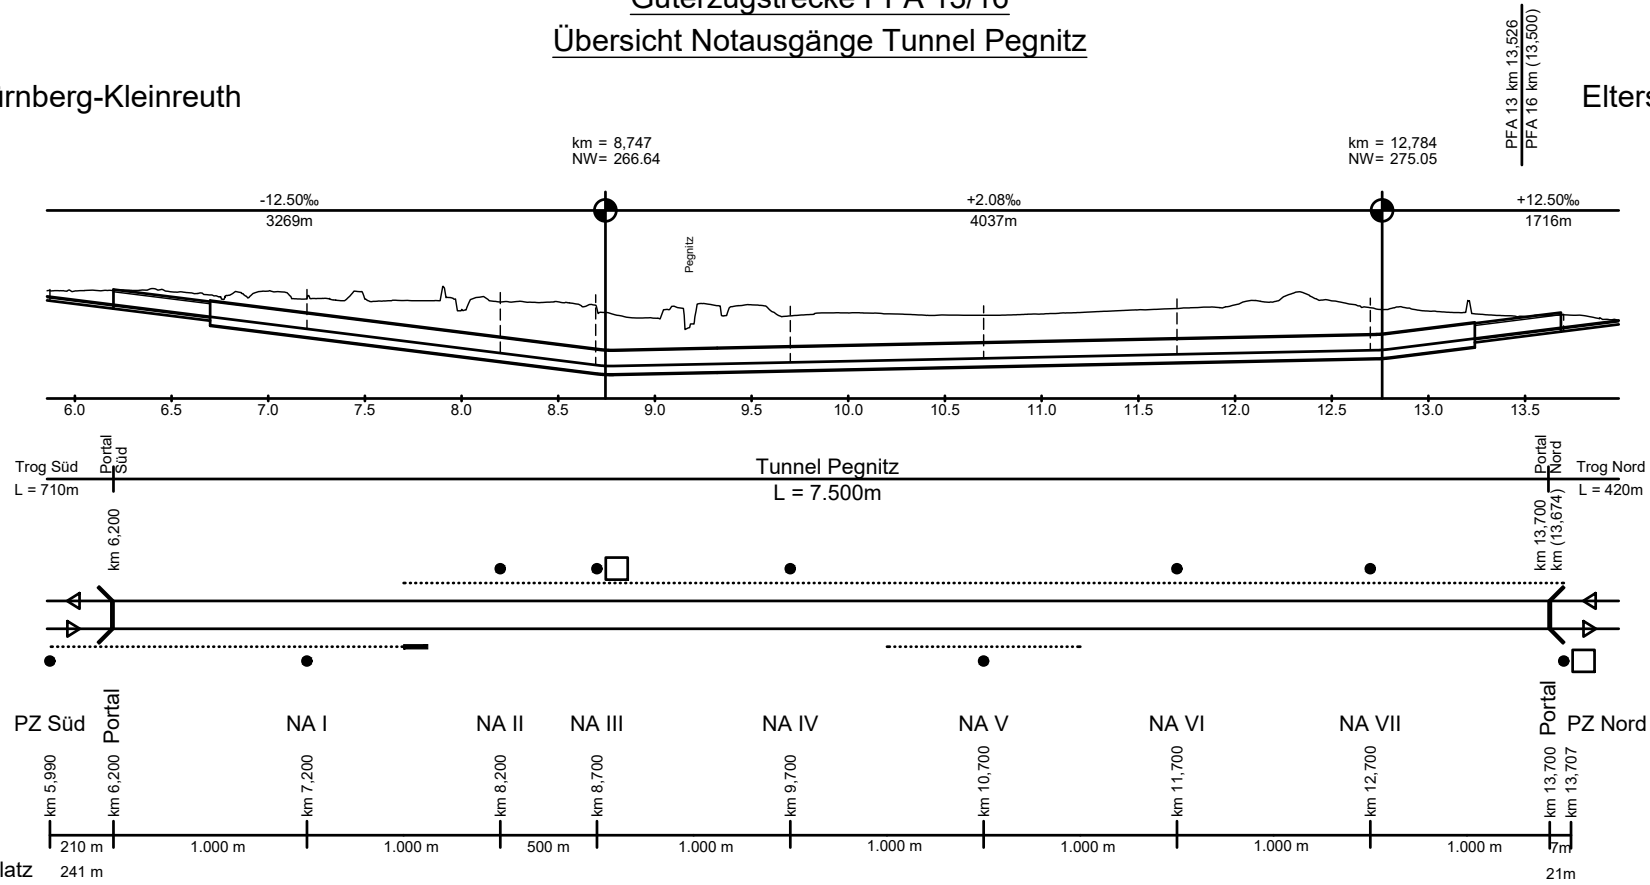 Güterzugstrecke PFA 13/16
Übersicht Notausgänge Tunnel Pegnitz
PFA 13 km 13,526
PFA 16 km (13,500)
ürnberg-Kleinreuth
Elters
km = 8,747
NW= 266.64
km = 12,784
NW= 275.05
-12.50‰
3269m
+2.08‰
4037m
+12.50‰
1716m
Pegnitz
6.0 6.5 7.0 7.5 8.0 8.5 9.0 9.5 10.0 10.5 11.0 11.5 12.0 12.5 13.0 13.5
Trog Süd
L = 710m
Portal
Süd
Tunnel Pegnitz
L = 7.500m
Portal
Nord
Trog Nord
L = 420m
km 6,200
km 13,700
km (13,674)
PZ Süd Portal NA I NA II NA III NA IV NA V NA VI NA VII Portal PZ Nord
km 5,990 km 6,200 km 7,200 km 8,200 km 8,700 km 9,700 km 10,700 km 11,700 km 12,700 km 13,700 km 13,707
210 m 1.000 m 1.000 m 500 m 1.000 m 1.000 m 1.000 m 1.000 m 1.000 m 7m
latz 241 m 21m